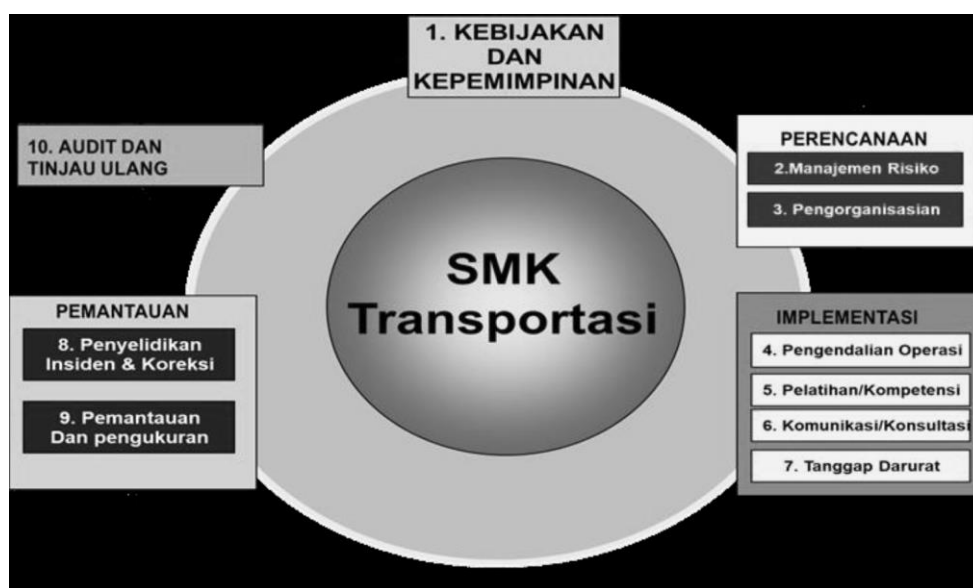 1. KEBIJAKAN
DAN
KEPEMIMPINAN
PERENCANAAN
2.Manajemen Risiko
3. Pengorganisasian
IMPLEMENTASI
4. Pengendalian Operasi
5. Pelatihan/Kompetensi
6. Komunikasi/Konsultasi
7. Tanggap Darurat
PEMANTAUAN
8. Penyelidikan
Insiden & Koreksi
9. Pemantauan
Dan pengukuran
10. AUDIT DAN
TINJAU ULANG
SMK
Transportasi